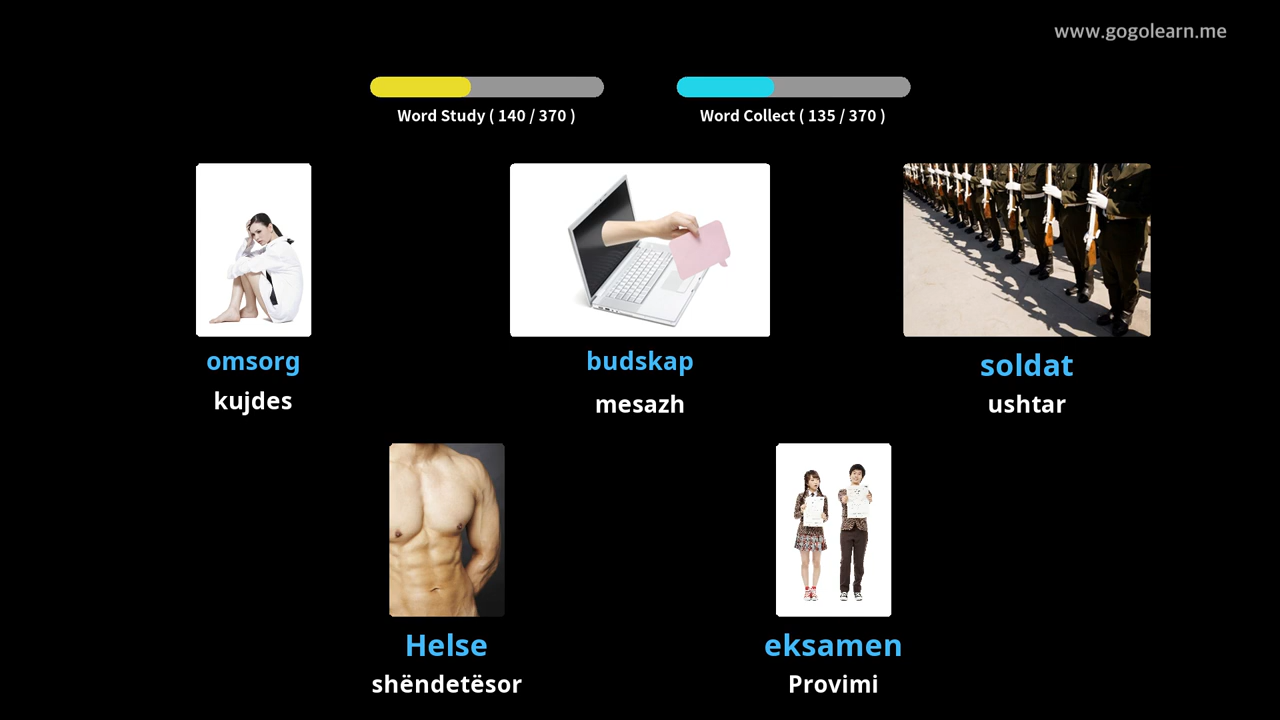 www.gogolearn.me
Word Study ( 140 / 370 )
Word Collect ( 135 / 370 )
omsorg
kujdes
budskap
mesazh
soldat
ushtar
Helse
shëndetësor
eksamen
Provimi